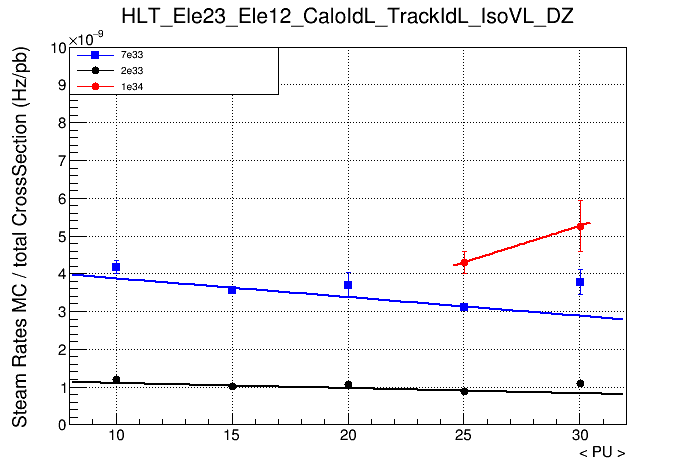 HLT_Ele23_Ele12_CaloIdL_TrackIdL_IsoVL_DZ
×10⁻⁹
Steam Rates MC / total CrossSection (Hz/pb)
10
9
8
7
6
5
4
3
2
1
0
7e33
2e33
1e34
10 15 20 25 30
< PU >